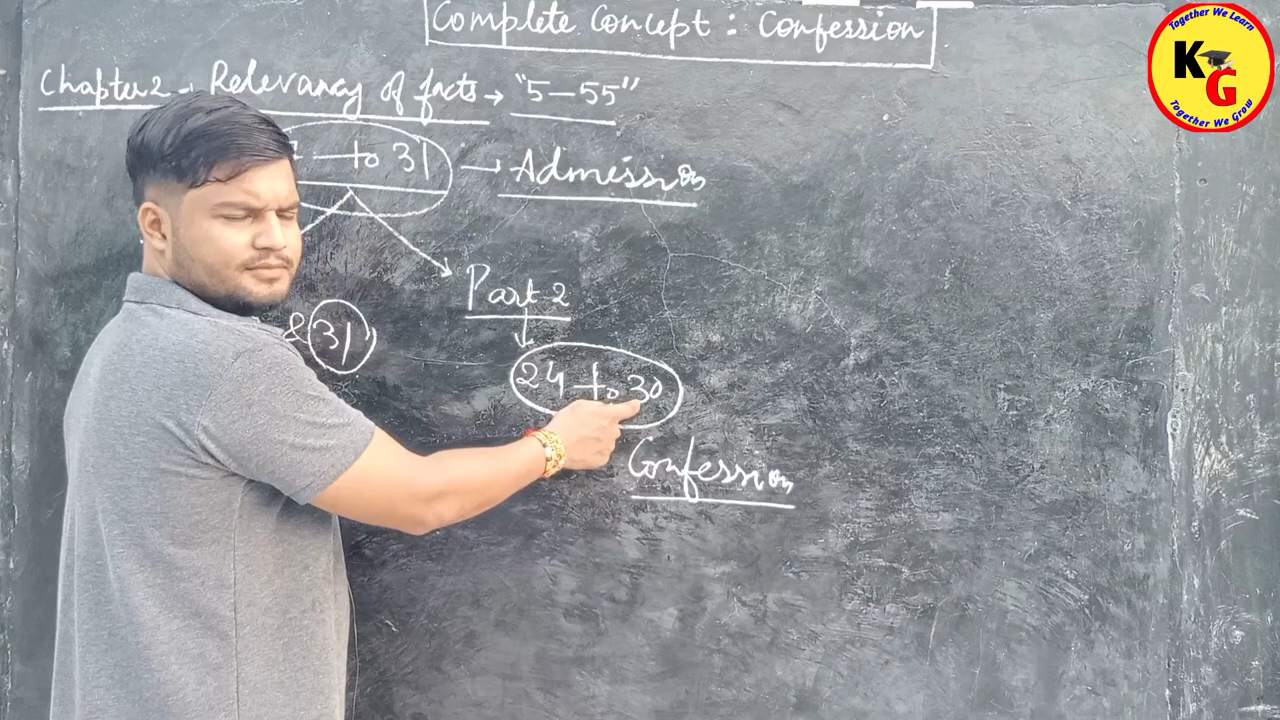 Complete Concept : Confession
Chapter 2 → Relevancy of facts → "5—55"
to 31 → Admission
Part 2
& 31
24 to 30
Confession
Together We Learn
KG
Together We Grow